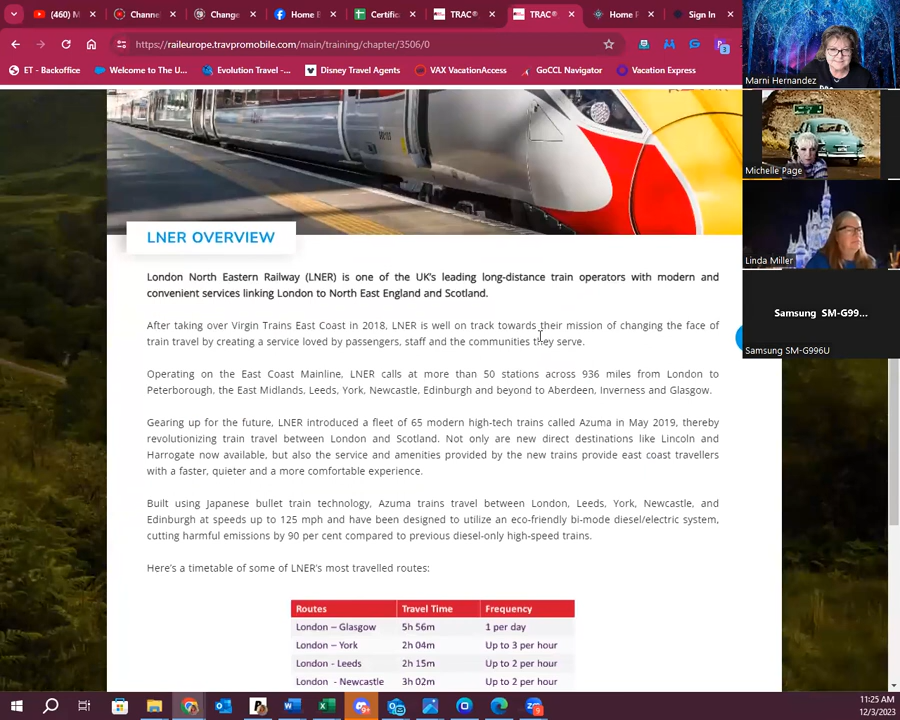 (460) M
Channel
Change
Home E
Certific
TRAC®
TRAC®
Home P
Sign In
https://raileurope.travpromobile.com/main/training/chapter/3506/0
ET - Backoffice
Welcome to The U...
Evolution Travel -...
Disney Travel Agents
VAX VacationAccess
GoCCL Navigator
Vacation Express
Marni Hernandez
Michelle Page
Linda Miller
Samsung SM-G99...
Samsung SM-G996U
LNER OVERVIEW
London North Eastern Railway (LNER) is one of the UK's leading long-distance train operators with modern and
convenient services linking London to North East England and Scotland.
After taking over Virgin Trains East Coast in 2018, LNER is well on track towards their mission of changing the face of
train travel by creating a service loved by passengers, staff and the communities they serve.
Operating on the East Coast Mainline, LNER calls at more than 50 stations across 936 miles from London to
Peterborough, the East Midlands, Leeds, York, Newcastle, Edinburgh and beyond to Aberdeen, Inverness and Glasgow.
Gearing up for the future, LNER introduced a fleet of 65 modern high-tech trains called Azuma in May 2019, thereby
revolutionizing train travel between London and Scotland. Not only are new direct destinations like Lincoln and
Harrogate now available, but also the service and amenities provided by the new trains provide east coast travellers
with a faster, quieter and a more comfortable experience.
Built using Japanese bullet train technology, Azuma trains travel between London, Leeds, York, Newcastle, and
Edinburgh at speeds up to 125 mph and have been designed to utilize an eco-friendly bi-mode diesel/electric system,
cutting harmful emissions by 90 per cent compared to previous diesel-only high-speed trains.
Here's a timetable of some of LNER's most travelled routes:
Routes Travel Time Frequency
London – Glasgow 5h 56m 1 per day
London – York 2h 04m Up to 3 per hour
London - Leeds 2h 15m Up to 2 per hour
London - Newcastle 3h 02m Up to 2 per hour
11:25 AM
12/3/2023